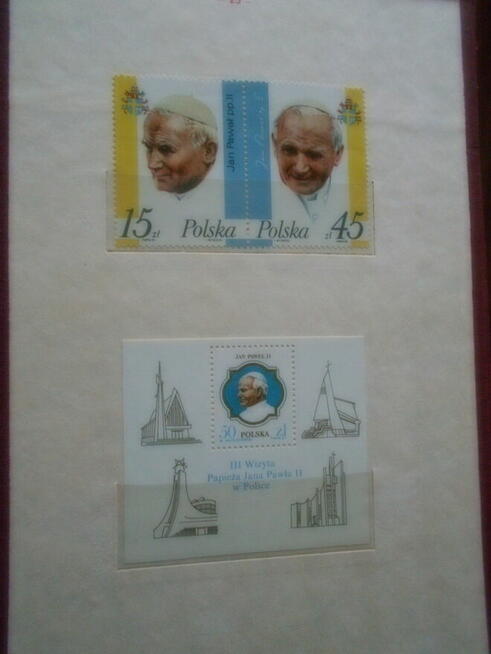 Jan Paweł pp.II
15 zł
Polska
Polska
zł 45
JAN PAWEŁ II
50 POLSKA zł
III Wizyta
Papieża Jana Pawła II
w Polsce